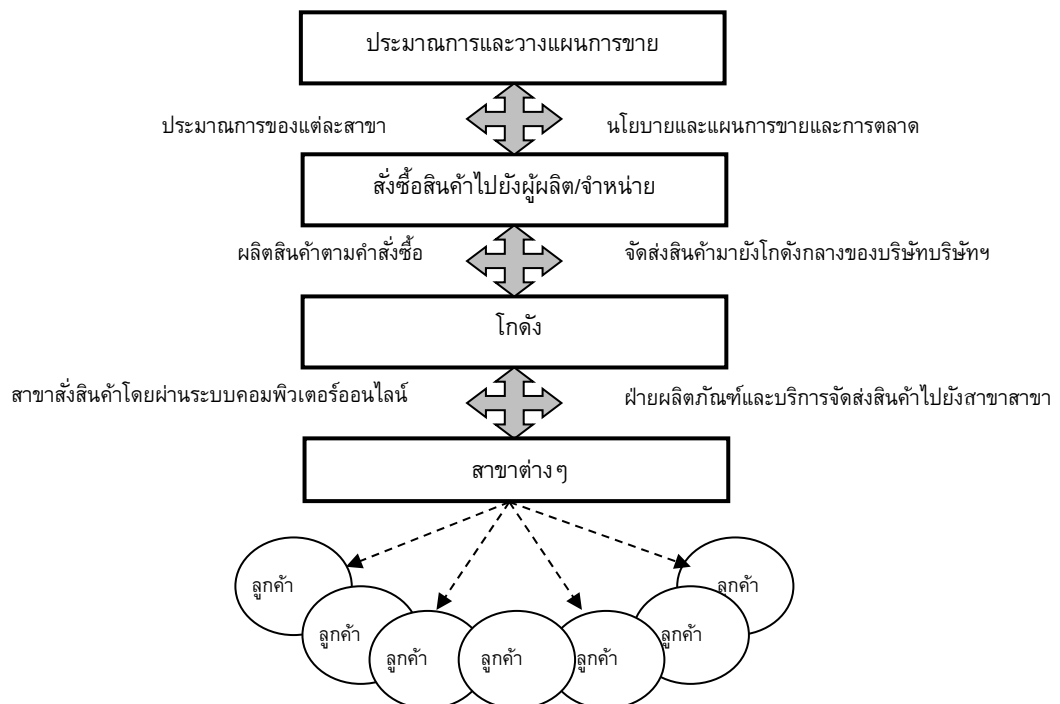 ประมาณการและวางแผนการขาย
ประมาณการของแต่ละสาขา
นโยบายและแผนการขายและการตลาด
สั่งซื้อสินค้าไปยังผู้ผลิต/จำหน่าย
ผลิตสินค้าตามคำสั่งซื้อ
จัดส่งสินค้ามายังโกดังกลางของบริษัทบริษัทฯ
โกดัง
สาขาสั่งสินค้าโดยผ่านระบบคอมพิวเตอร์ออนไลน์
ฝ่ายผลิตภัณฑ์และบริการจัดส่งสินค้าไปยังสาขาสาขา
สาขาต่างๆ
ลูกค้า
ลูกค้า
ลูกค้า
ลูกค้า
ลูกค้า
ลูกค้า
ลูกค้า